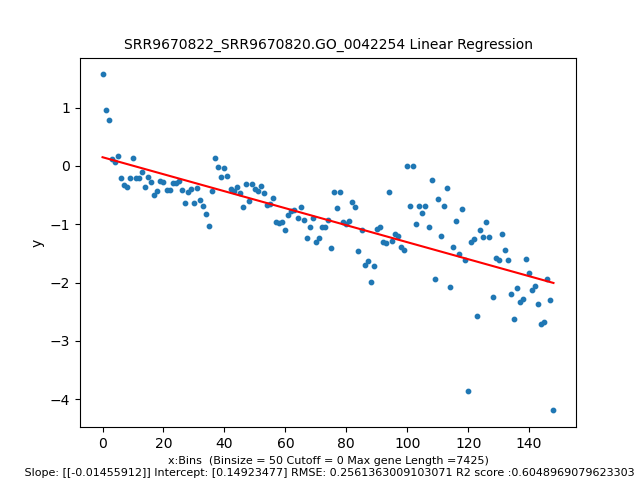 SRR9670822_SRR9670820.GO_0042254 Linear Regression
1
0
−1
−2
−3
−4
y
0 20 40 60 80 100 120 140
x:Bins (Binsize = 50 Cutoff = 0 Max gene Length =7425)
Slope: [[-0.01455912]] Intercept: [0.14923477] RMSE: 0.2561363009103071 R2 score :0.6048969079623303